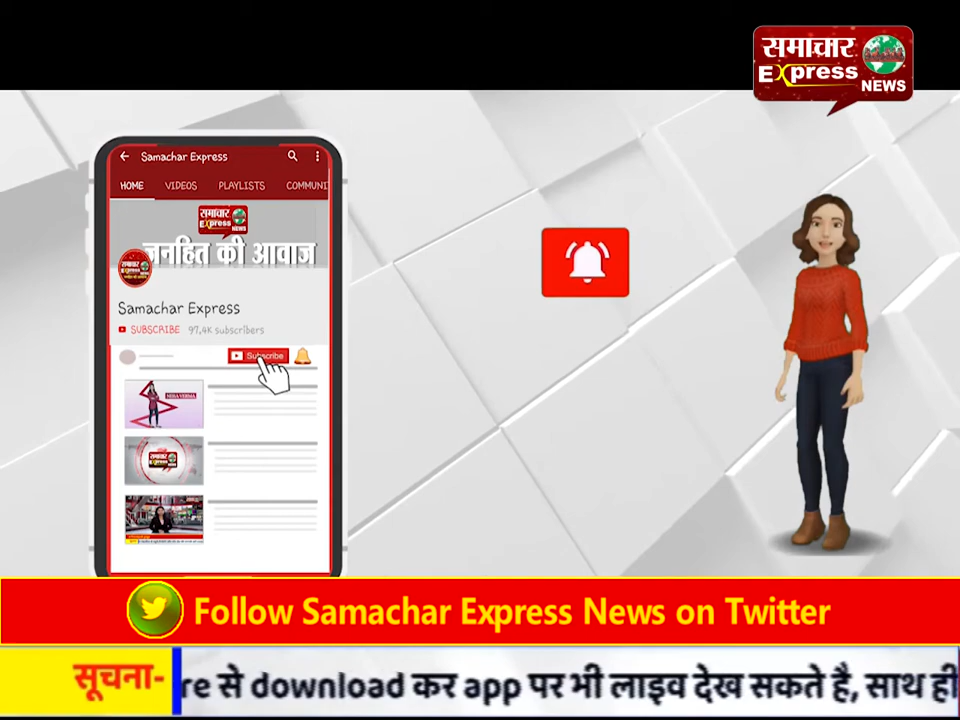 समाचार
Express
NEWS
Samachar Express
HOME VIDEOS PLAYLISTS COMMUNI
समाचार
Express
NEWS
जनहित की आवाज
Samachar Express
SUBSCRIBE 97.4K subscribers
Subscribe
Follow Samachar Express News on Twitter
सूचना- re से download कर app पर भी लाइव देख सकते है, साथ ही